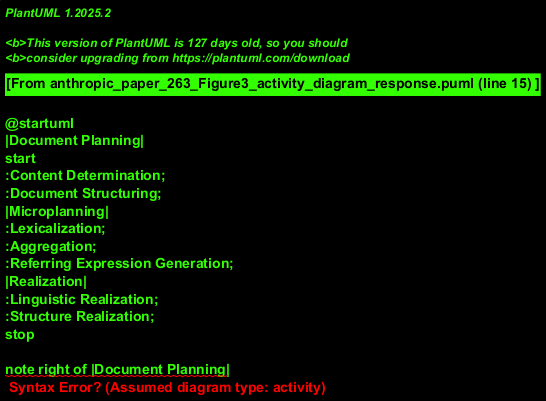 PlantUML 1.2025.2
<b>This version of PlantUML is 127 days old, so you should
<b>consider upgrading from https://plantuml.com/download
[From anthropic_paper_263_Figure3_activity_diagram_response.puml (line 15) ]
@startuml
|Document Planning|
start
:Content Determination;
:Document Structuring;
|Microplanning|
:Lexicalization;
:Aggregation;
:Referring Expression Generation;
|Realization|
:Linguistic Realization;
:Structure Realization;
stop
note right of |Document Planning|
Syntax Error? (Assumed diagram type: activity)